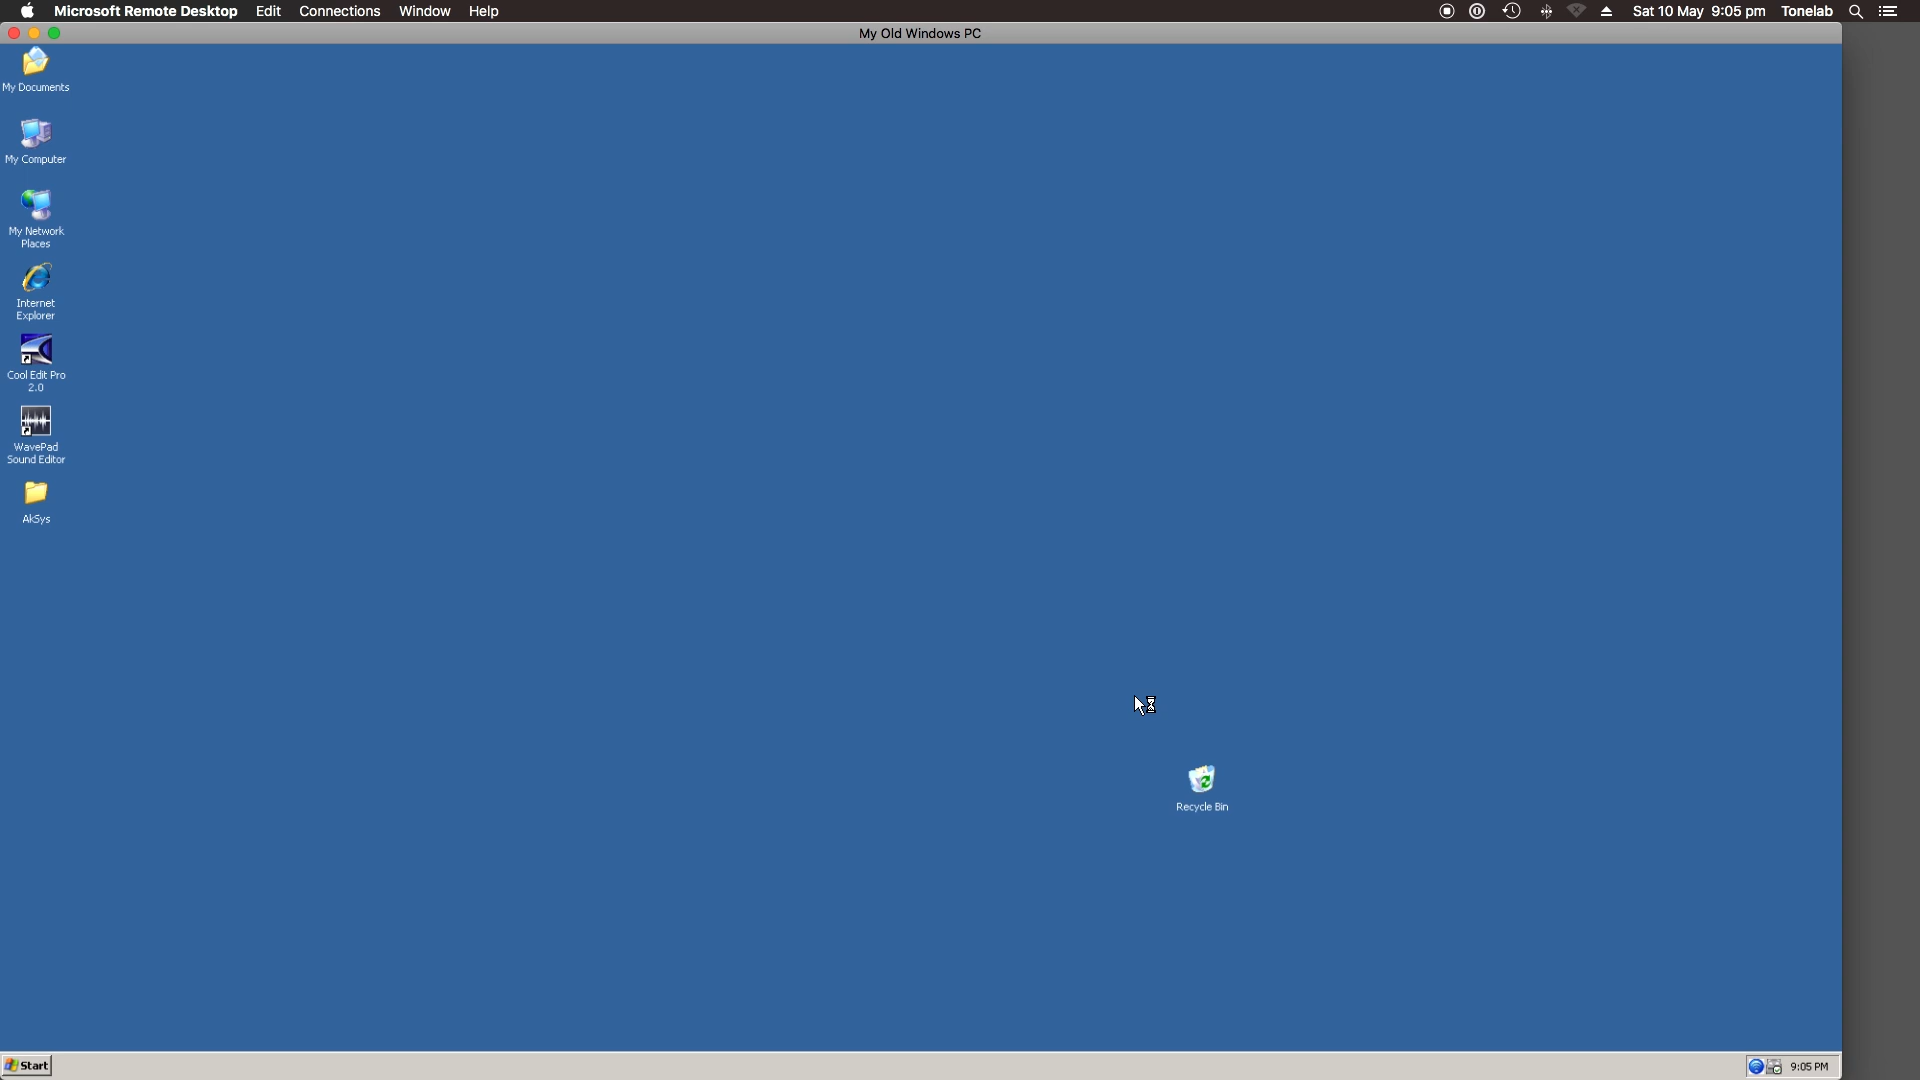 Microsoft Remote Desktop Edit Connections Window Help Sat 10 May 9:05 pm Tonelab
My Old Windows PC
My Documents
My Computer
My Network
Places
Internet
Explorer
Cool Edit Pro
2.0
WavePad
Sound Editor
AkSys
Recycle Bin
Start 9:05 PM